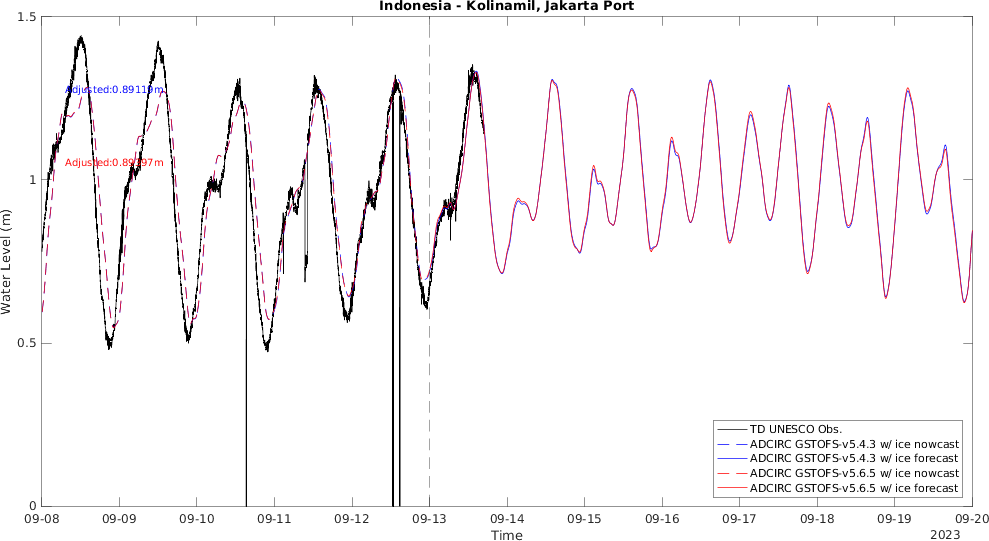 Indonesia - Kolinamil, Jakarta Port
1.5
Adjusted:0.89119m
Adjusted:0.89197m
1
Water Level (m)
0.5
TD UNESCO Obs.
ADCIRC GSTOFS-v5.4.3 w/ ice nowcast
ADCIRC GSTOFS-v5.4.3 w/ ice forecast
ADCIRC GSTOFS-v5.6.5 w/ ice nowcast
ADCIRC GSTOFS-v5.6.5 w/ ice forecast
0
09-08 09-09 09-10 09-11 09-12 09-13 09-14 09-15 09-16 09-17 09-18 09-19 09-20
Time
2023